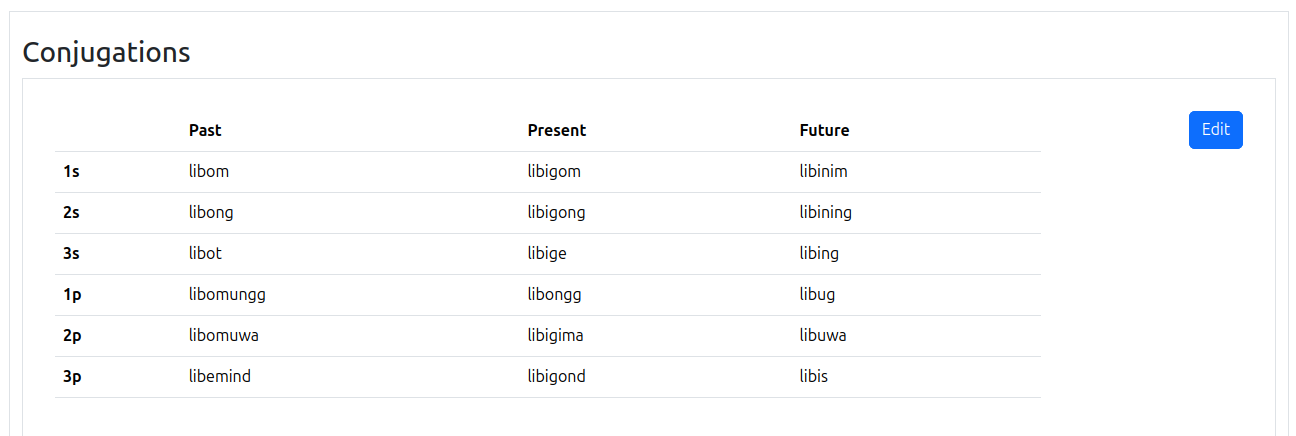 Conjugations
Past Present Future Edit
1s libom libigom libinim
2s libong libigong libining
3s libot libige libing
1p libomungg libongg libug
2p libomuwa libigima libuwa
3p libemind libigond libis